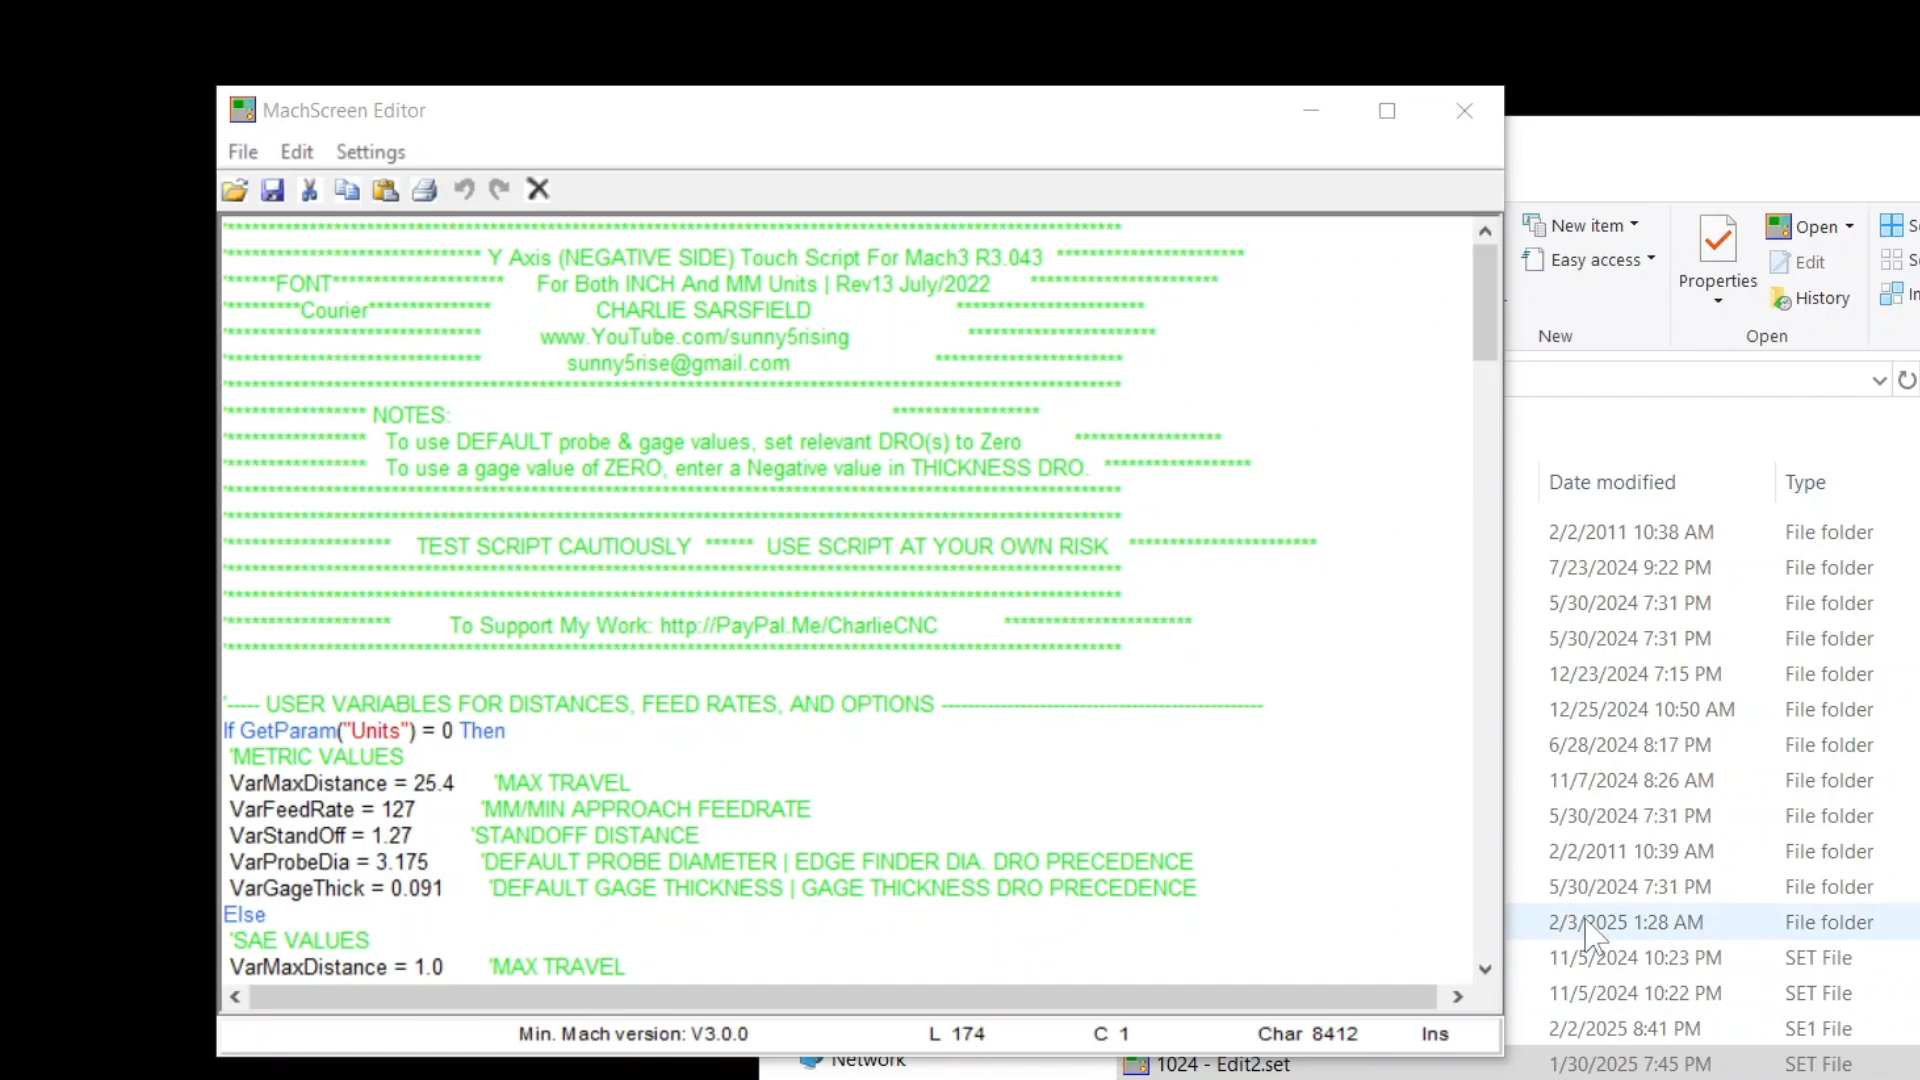 MachScreen Editor
File Edit Settings
'****************************************************************************************************************
'******************************* Y Axis (NEGATIVE SIDE) Touch Script For Mach3 R3.043 ***********************
'******FONT********************* For Both INCH And MM Units | Rev13 July/2022 ***********************
'*********Courier*************** CHARLIE SARSFIELD ***********************
'******************************* www.YouTube.com/sunny5rising ***********************
'******************************* sunny5rise@gmail.com ***********************
'****************************************************************************************************************
'***************** NOTES: ******************
'***************** To use DEFAULT probe & gage values, set relevant DRO(s) to Zero ******************
'***************** To use a gage value of ZERO, enter a Negative value in THICKNESS DRO. ******************
'****************************************************************************************************************
'****************************************************************************************************************
'******************** TEST SCRIPT CAUTIOUSLY ****** USE SCRIPT AT YOUR OWN RISK ***********************
'****************************************************************************************************************
'****************************************************************************************************************
'******************** To Support My Work: http://PayPal.Me/CharlieCNC ***********************
'****************************************************************************************************************
'----- USER VARIABLES FOR DISTANCES, FEED RATES, AND OPTIONS -------------------------------------------------
If GetParam("Units") = 0 Then
'METRIC VALUES
VarMaxDistance = 25.4 'MAX TRAVEL
VarFeedRate = 127 'MM/MIN APPROACH FEEDRATE
VarStandOff = 1.27 'STANDOFF DISTANCE
VarProbeDia = 3.175 'DEFAULT PROBE DIAMETER | EDGE FINDER DIA. DRO PRECEDENCE
VarGageThick = 0.091 'DEFAULT GAGE THICKNESS | GAGE THICKNESS DRO PRECEDENCE
Else
'SAE VALUES
VarMaxDistance = 1.0 'MAX TRAVEL
Min. Mach version: V3.0.0 L 174 C 1 Char 8412 Ins
New item
Easy access
New
Properties
Open
Edit
History
Open
Date modified Type
2/2/2011 10:38 AM File folder
7/23/2024 9:22 PM File folder
5/30/2024 7:31 PM File folder
5/30/2024 7:31 PM File folder
12/23/2024 7:15 PM File folder
12/25/2024 10:50 AM File folder
6/28/2024 8:17 PM File folder
11/7/2024 8:26 AM File folder
5/30/2024 7:31 PM File folder
2/2/2011 10:39 AM File folder
5/30/2024 7:31 PM File folder
2/3/2025 1:28 AM File folder
11/5/2024 10:23 PM SET File
11/5/2024 10:22 PM SET File
2/2/2025 8:41 PM SE1 File
Network 1024 - Edit2.set 1/30/2025 7:45 PM SET File